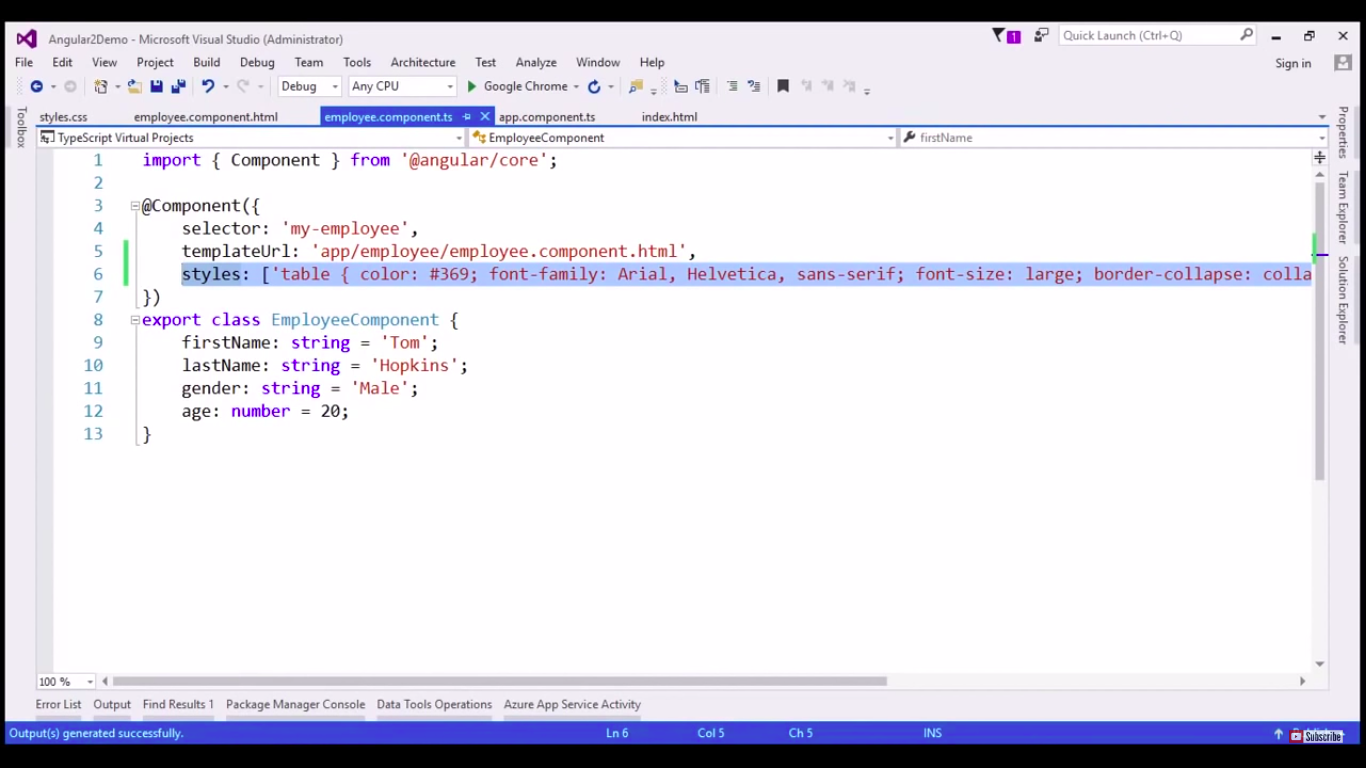 Angular2Demo - Microsoft Visual Studio (Administrator)
1
Quick Launch (Ctrl+Q)
File Edit View Project Build Debug Team Tools Architecture Test Analyze Window Help
Sign in
Debug Any CPU Google Chrome
styles.css employee.component.html employee.component.ts app.component.ts index.html
TypeScript Virtual Projects EmployeeComponent firstName
Toolbox
Properties
Team Explorer
Solution Explorer
1 import { Component } from '@angular/core';
2
3 @Component({
4 selector: 'my-employee',
5 templateUrl: 'app/employee/employee.component.html',
6 styles: ['table { color: #369; font-family: Arial, Helvetica, sans-serif; font-size: large; border-collapse: colla
7 })
8 export class EmployeeComponent {
9 firstName: string = 'Tom';
10 lastName: string = 'Hopkins';
11 gender: string = 'Male';
12 age: number = 20;
13 }
100 %
Error List Output Find Results 1 Package Manager Console Data Tools Operations Azure App Service Activity
Output(s) generated successfully. Ln 6 Col 5 Ch 5 INS
Subscribe